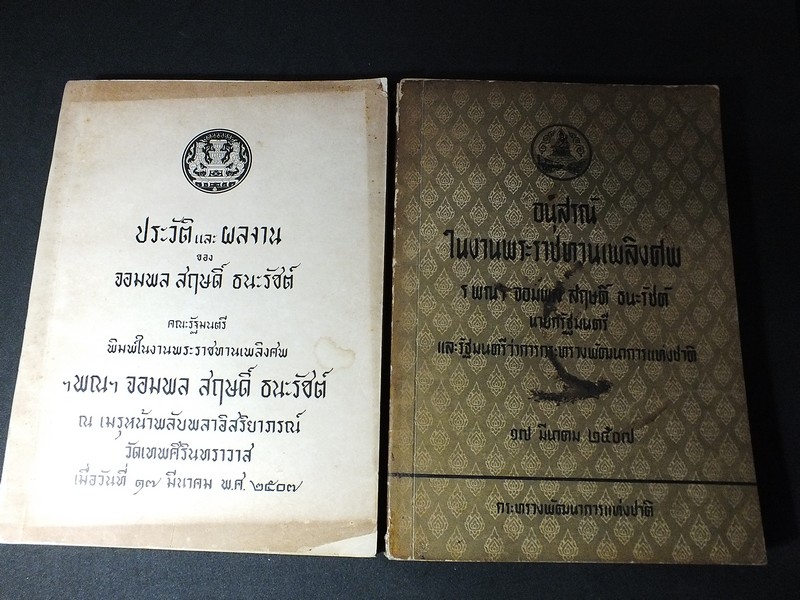 ประวัติ และ ผลงาน
ของ
จอมพล สฤษดิ์ ธนะรัชต์
คณะรัฐมนตรี
พิมพ์ในงานพระราชทานเพลิงศพ
ฯพณฯ จอมพล สฤษดิ์ ธนะรัชต์
ณ เมรุหน้าพลับพลาอิสริยาภรณ์
วัดเทพศิรินทราวาส
เมื่อวันที่ ๑๗ มีนาคม พ.ศ. ๒๕๐๗
อนุสรณ์
ในงานพระราชทานเพลิงศพ
ฯพณฯ จอมพล สฤษดิ์ ธนะรัชต์
นายกรัฐมนตรี
และรัฐมนตรีว่าการกระทรวงพัฒนาการแห่งชาติ
๑๗ มีนาคม ๒๕๐๗
กระทรวงพัฒนาการแห่งชาติ